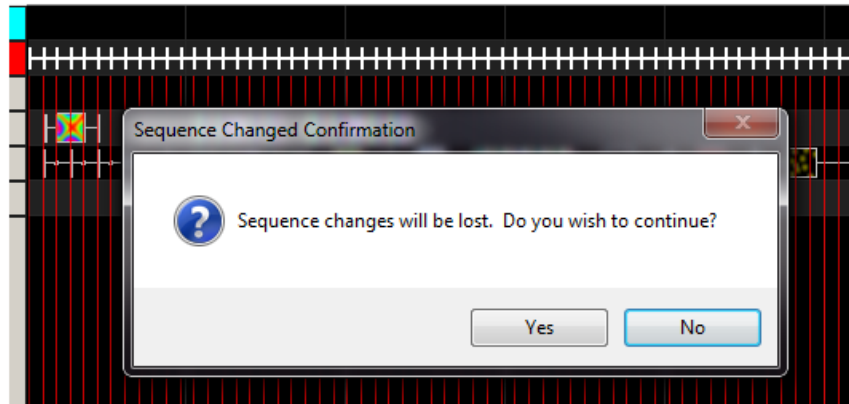 Sequence Changed Confirmation
Sequence changes will be lost.  Do you wish to continue?
Yes
No